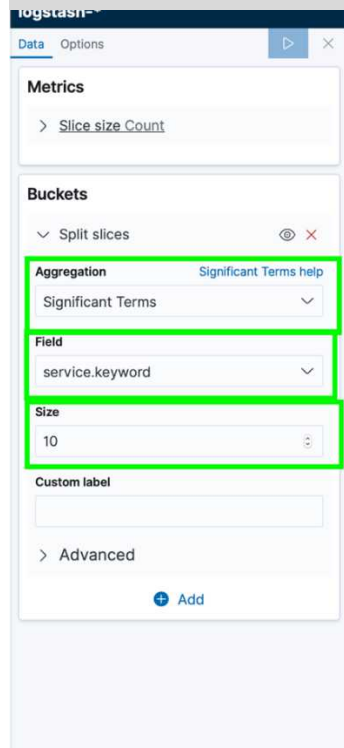 logstash-*
Data Options
Metrics
Slice size Count
Buckets
Split slices
Aggregation Significant Terms help
Significant Terms
Field
service.keyword
Size
10
Custom label
Advanced
Add